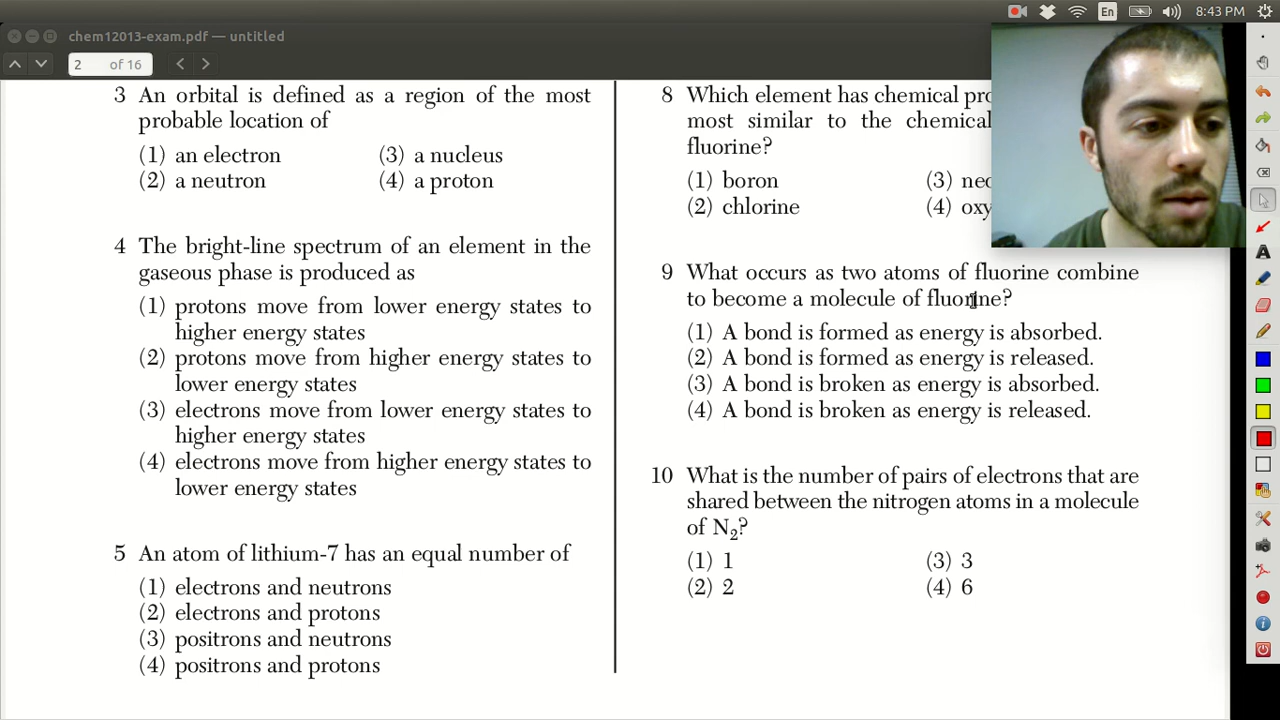 En
8:43 PM
chem12013-exam.pdf — untitled
2 of 16
3 An orbital is defined as a region of the most
probable location of
(1) an electron (3) a nucleus
(2) a neutron (4) a proton
4 The bright-line spectrum of an element in the
gaseous phase is produced as
(1) protons move from lower energy states to
higher energy states
(2) protons move from higher energy states to
lower energy states
(3) electrons move from lower energy states to
higher energy states
(4) electrons move from higher energy states to
lower energy states
5 An atom of lithium-7 has an equal number of
(1) electrons and neutrons
(2) electrons and protons
(3) positrons and neutrons
(4) positrons and protons
8 Which element has chemical
most similar to the chemical
fluorine?
(1) boron (3)
(2) chlorine (4)
9 What occurs as two atoms of fluorine combine
to become a molecule of fluorine?
(1) A bond is formed as energy is absorbed.
(2) A bond is formed as energy is released.
(3) A bond is broken as energy is absorbed.
(4) A bond is broken as energy is released.
10 What is the number of pairs of electrons that are
shared between the nitrogen atoms in a molecule
of N₂?
(1) 1 (3) 3
(2) 2 (4) 6